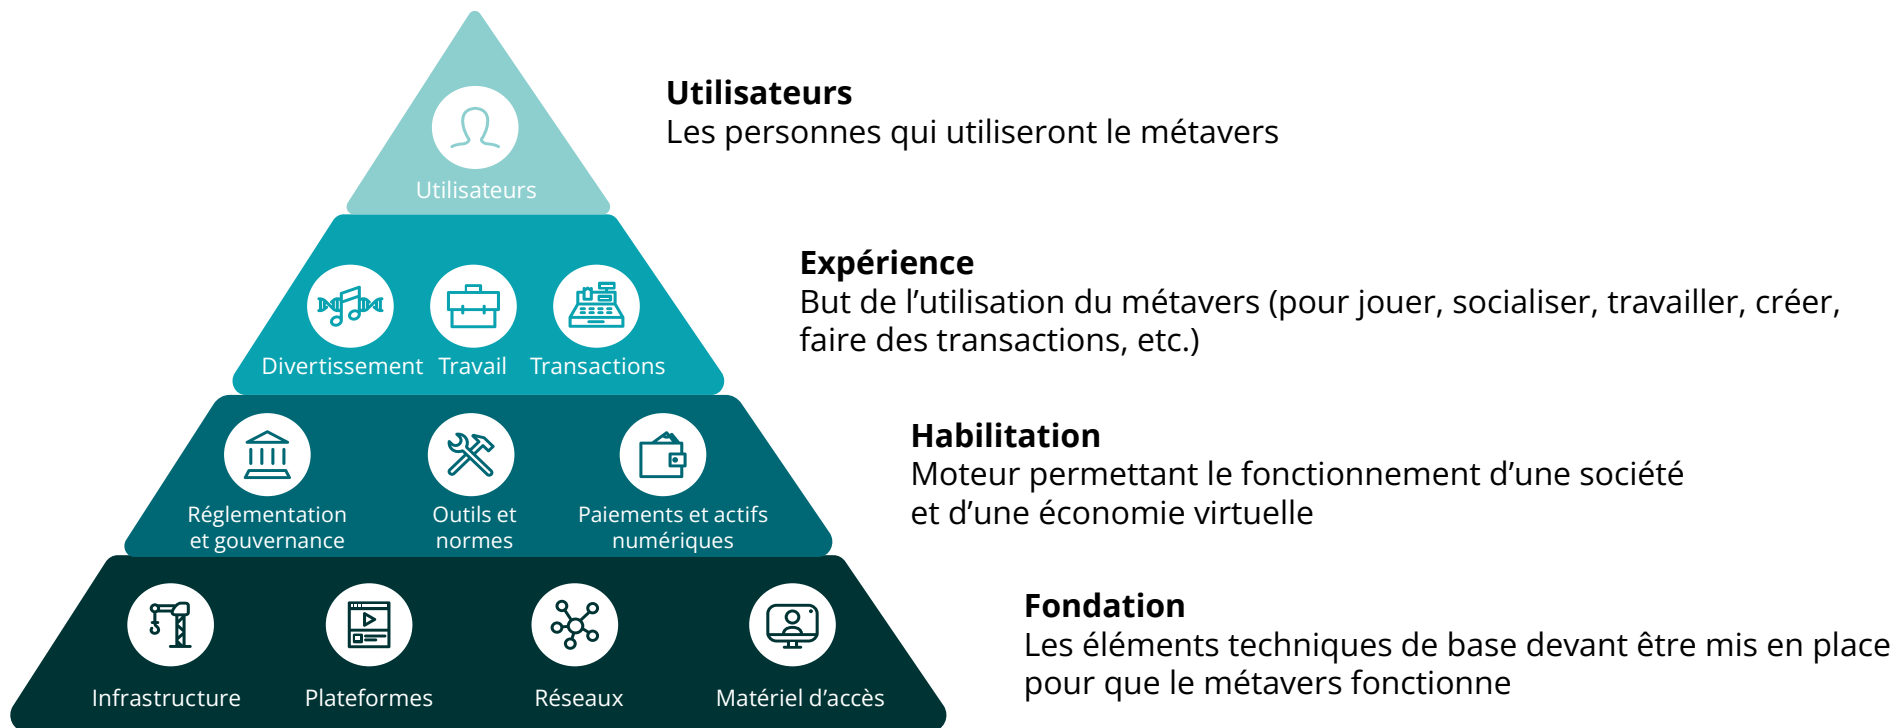 Utilisateurs
Utilisateurs
Les personnes qui utiliseront le métavers
Divertissement
Travail
Transactions
Expérience
But de l’utilisation du métavers (pour jouer, socialiser, travailler, créer,
faire des transactions, etc.)
Réglementation
et gouvernance
Outils et
normes
Paiements et actifs
numériques
Habilitation
Moteur permettant le fonctionnement d’une société
et d’une économie virtuelle
Infrastructure
Plateformes
Réseaux
Matériel d’accès
Fondation
Les éléments techniques de base devant être mis en place
pour que le métavers fonctionne